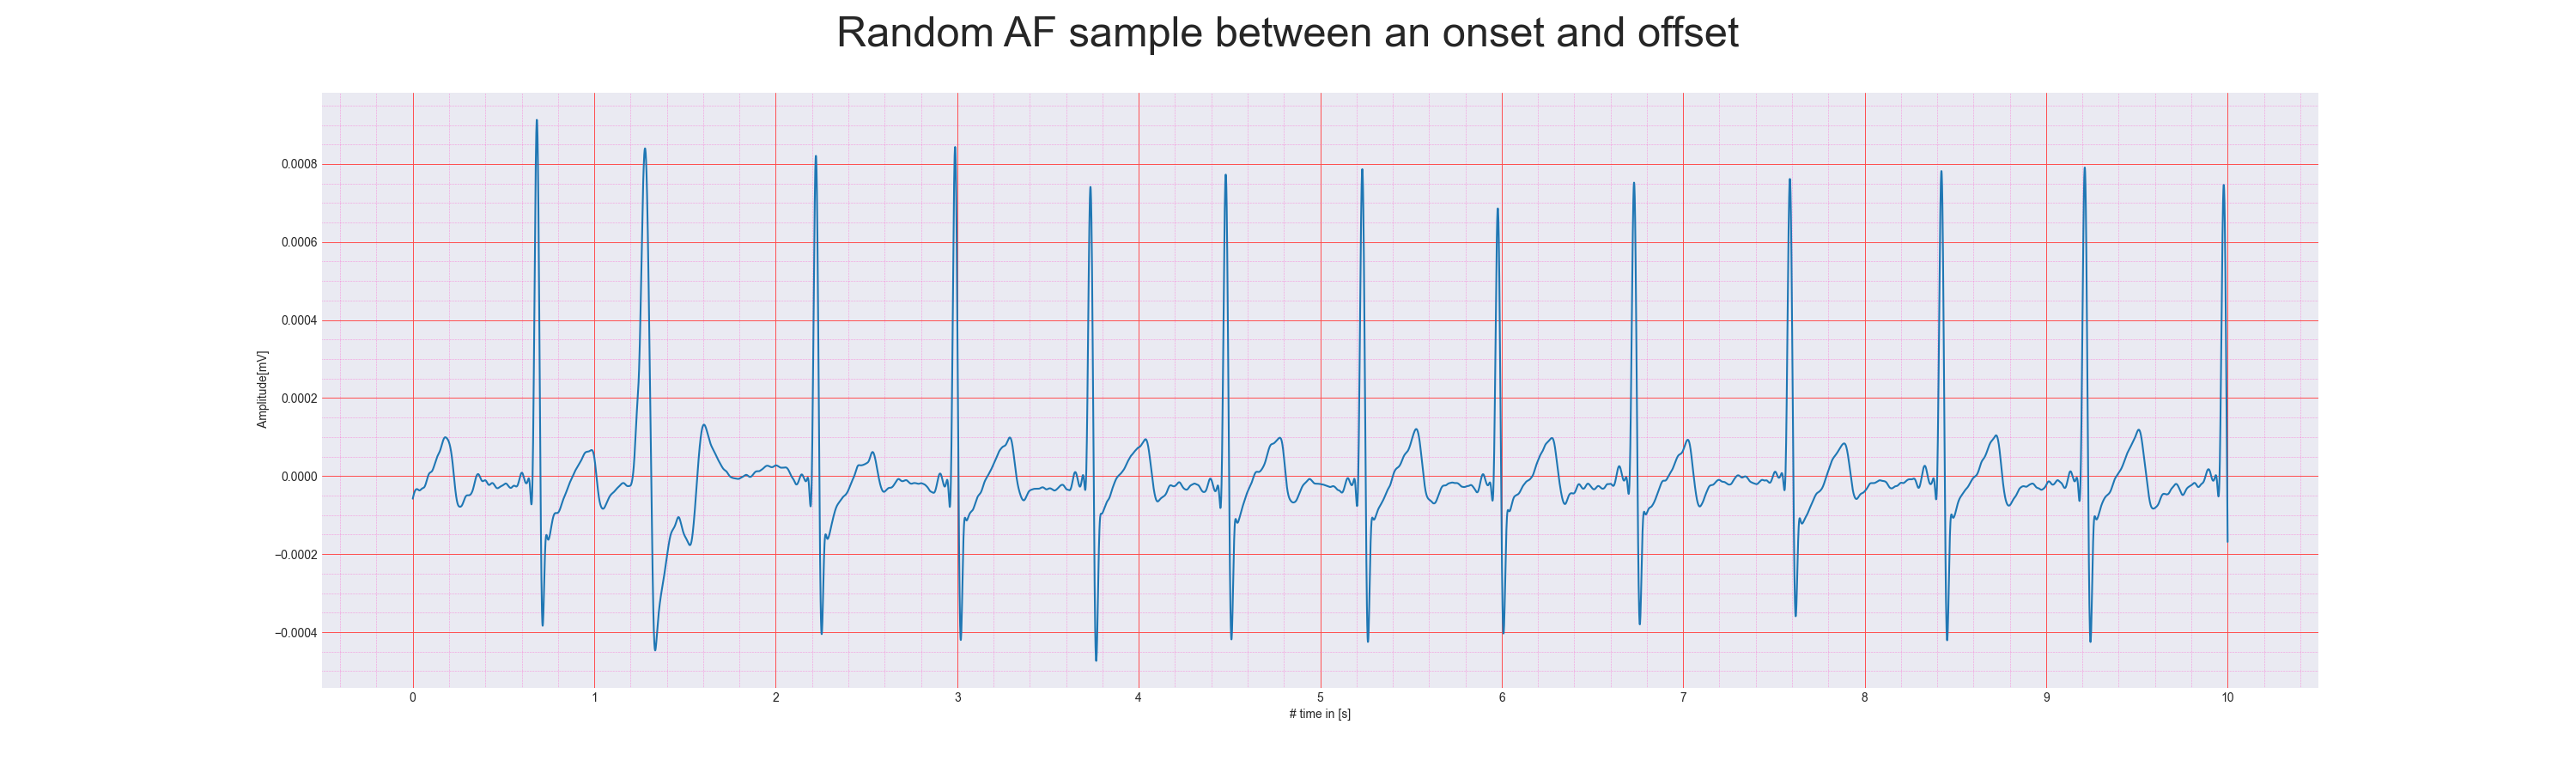 Random AF sample between an onset and offset
0.0008
0.0006
0.0004
0.0002
0.0000
−0.0002
−0.0004
Amplitude[mV]
0 1 2 3 4 5 6 7 8 9 10
# time in [s]